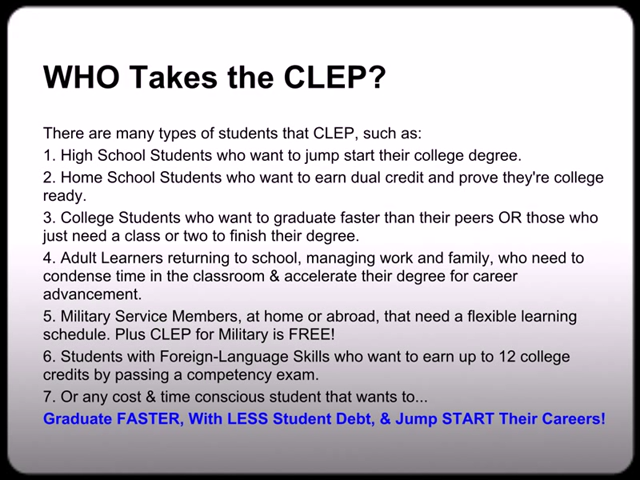 WHO Takes the CLEP?
There are many types of students that CLEP, such as:
1. High School Students who want to jump start their college degree.
2. Home School Students who want to earn dual credit and prove they're college
ready.
3. College Students who want to graduate faster than their peers OR those who
just need a class or two to finish their degree.
4. Adult Learners returning to school, managing work and family, who need to
condense time in the classroom & accelerate their degree for career
advancement.
5. Military Service Members, at home or abroad, that need a flexible learning
schedule. Plus CLEP for Military is FREE!
6. Students with Foreign-Language Skills who want to earn up to 12 college
credits by passing a competency exam.
7. Or any cost & time conscious student that wants to...
Graduate FASTER, With LESS Student Debt, & Jump START Their Careers!